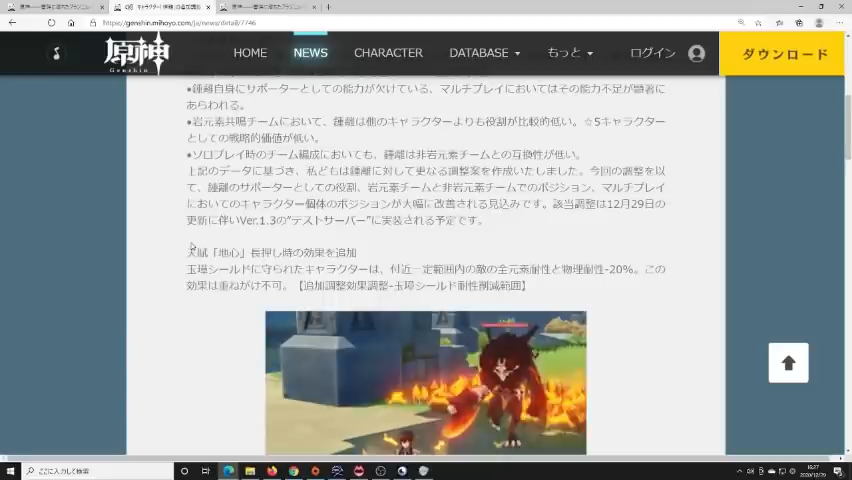 https://genshin.mihoyo.com/ja/news/detail/7746
原神
Genshin
HOME
NEWS
CHARACTER
DATABASE
もっと
ログイン
ダウンロード
●鍾離自身にサポーターとしての能力が欠けている、マルチプレイにおいてはその能力不足が顕著に
あらわれる。
●岩元素共鳴チームにおいて、鍾離は他のキャラクターよりも役割が比較的低い。☆5キャラクター
としての戦略的価値が低い。
●ソロプレイ時のチーム編成においても、鍾離は非岩元素チームとの互換性が低い。
上記のデータに基づき、私どもは鍾離に対して更なる調整案を作成いたしました。今回の調整を以
て、鍾離のサポーターとしての役割、岩元素チームと非岩元素チームでのポジション、マルチプレイ
においてのキャラクター個体のポジションが大幅に改善される見込みです。該当調整は12月29日の
更新に伴いVer.1.3の"テストサーバー"に実装される予定です。
天賦「地心」長押し時の効果を追加
玉璋シールドに守られたキャラクターは、付近一定範囲内の敵の全元素耐性と物理耐性-20%。この
効果は重ねがけ不可。【追加調整効果調整-玉璋シールド耐性削減範囲】
ここに入力して検索
18:27
2020/12/29